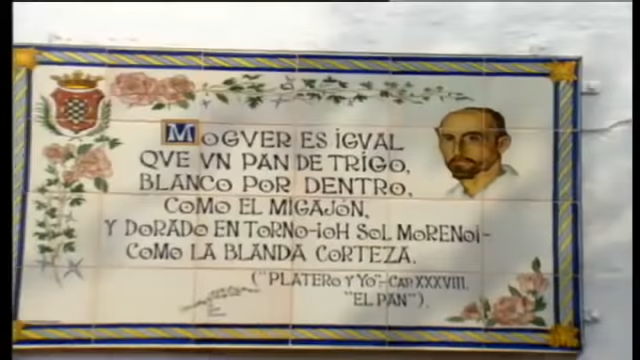 MOGVER ES iGVAL
QVE VN PAN DE TRiGO,
BLANCO POR DENTRO,
COMO EL MIGAJÓN,
Y DORADO EN TORNO-¡OH SOL MORENO!-
COMO LA BLANDA CORTEZA.
("PLATERO Y YO"- CAP. XXXVIII.
"EL PAN").